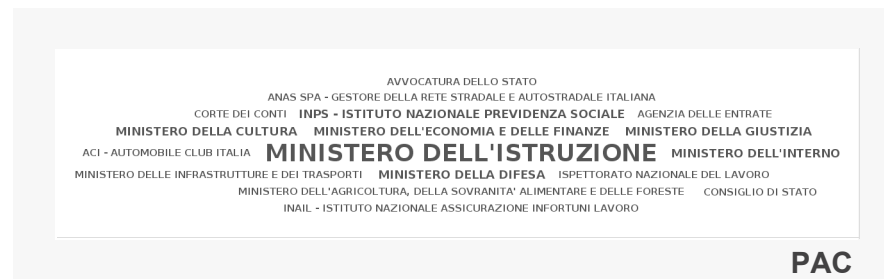 AVVOCATURA DELLO STATO
ANAS SPA - GESTORE DELLA RETE STRADALE E AUTOSTRADALE ITALIANA
CORTE DEI CONTI INPS - ISTITUTO NAZIONALE PREVIDENZA SOCIALE AGENZIA DELLE ENTRATE
MINISTERO DELLA CULTURA MINISTERO DELL'ECONOMIA E DELLE FINANZE MINISTERO DELLA GIUSTIZIA
ACI - AUTOMOBILE CLUB ITALIA MINISTERO DELL'ISTRUZIONE MINISTERO DELL'INTERNO
MINISTERO DELLE INFRASTRUTTURE E DEI TRASPORTI MINISTERO DELLA DIFESA ISPETTORATO NAZIONALE DEL LAVORO
MINISTERO DELL'AGRICOLTURA, DELLA SOVRANITA' ALIMENTARE E DELLE FORESTE CONSIGLIO DI STATO
INAIL - ISTITUTO NAZIONALE ASSICURAZIONE INFORTUNI LAVORO
PAC